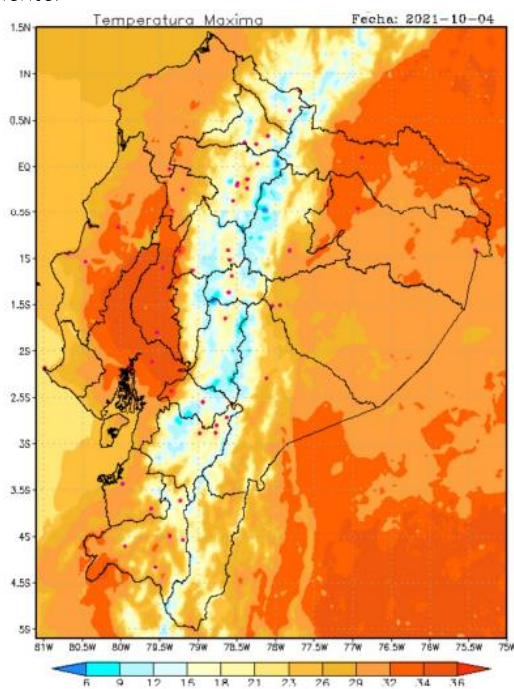 Temperatura Maxima Fecha: 2021-10-04
1.5N
1N
0.5N
EQ
0.5S
1S
1.5S
2S
2.5S
3S
3.5S
4S
4.5S
5S
81W 80.5W 80W 79.5W 79W 78.5W 78W 77.5W 77W 76.5W 76W 75.5W 75W
6 9 12 15 18 21 23 26 29 32 34 36